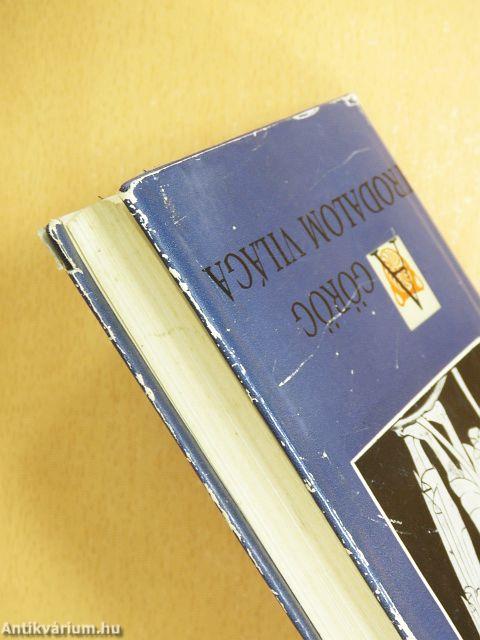 A GÖRÖG
IRODALOM VILÁGA
Antikvárium.hu